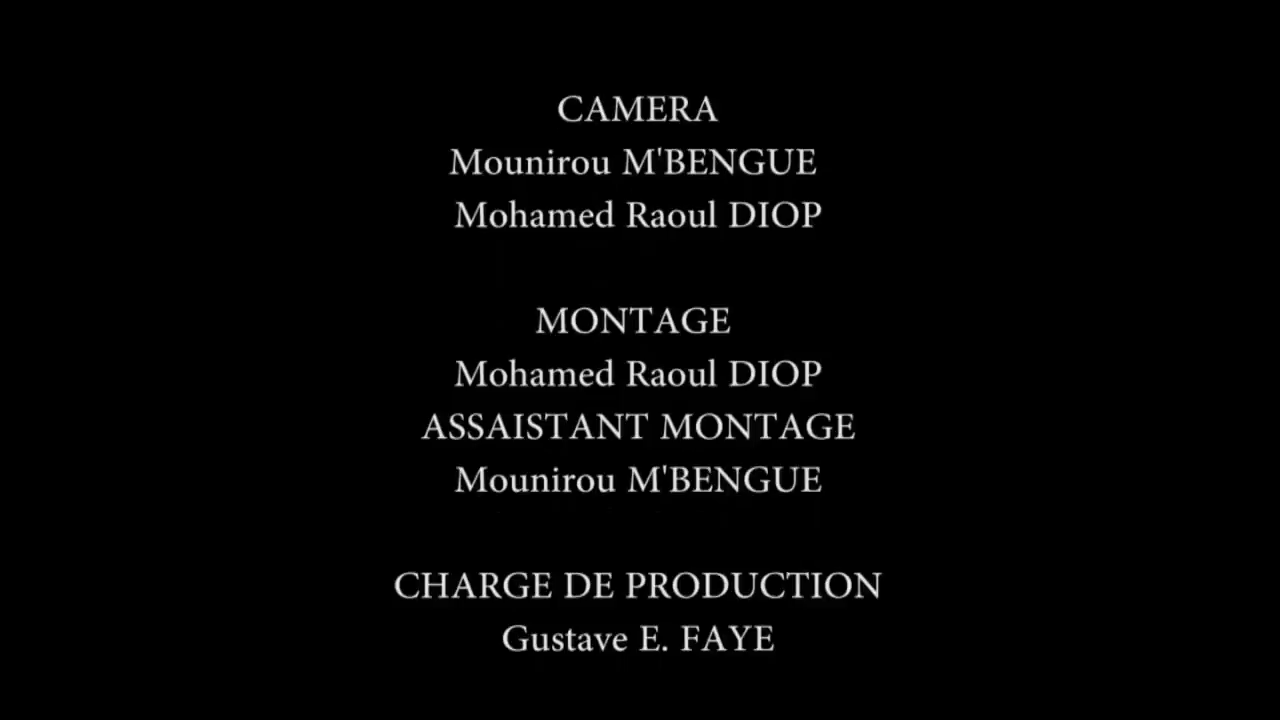 CAMERA
Mounirou M'BENGUE
Mohamed Raoul DIOP
MONTAGE
Mohamed Raoul DIOP
ASSAISTANT MONTAGE
Mounirou M'BENGUE
CHARGE DE PRODUCTION
Gustave E. FAYE